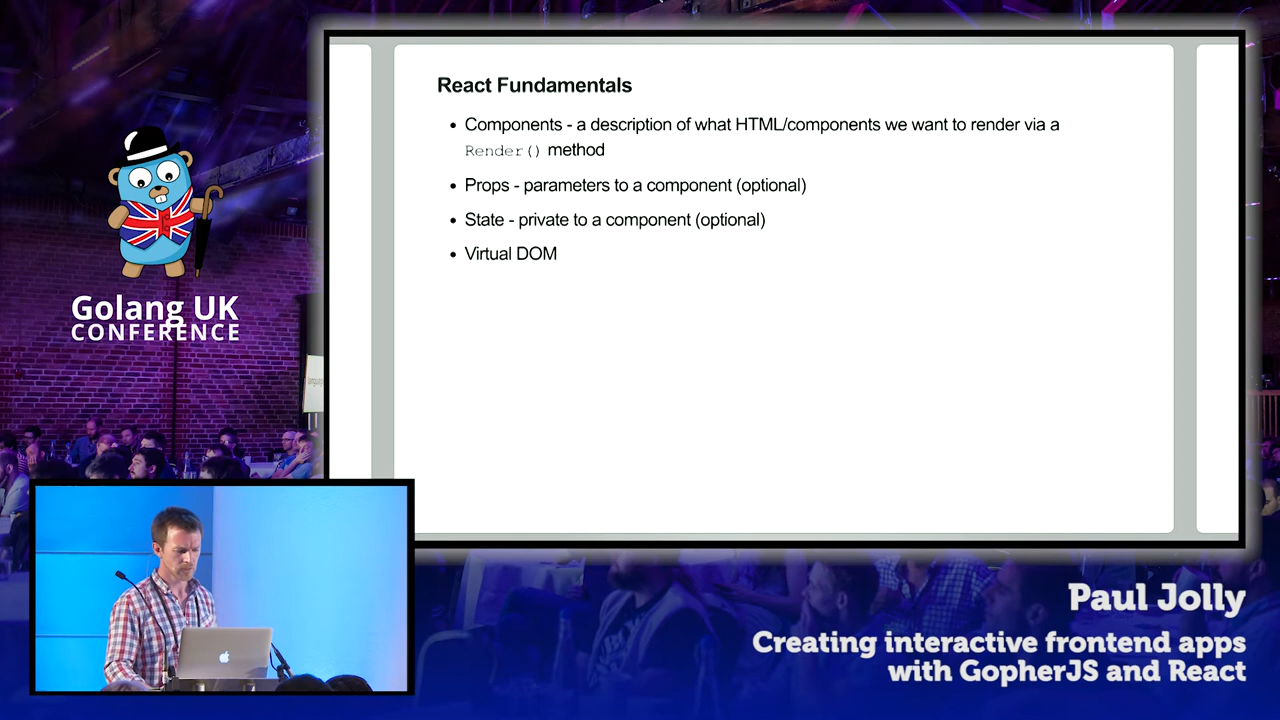 React Fundamentals
• Components - a description of what HTML/components we want to render via a
Render() method
• Props - parameters to a component (optional)
• State - private to a component (optional)
• Virtual DOM
Golang UK
CONFERENCE
Paul Jolly
Creating interactive frontend apps
with GopherJS and React